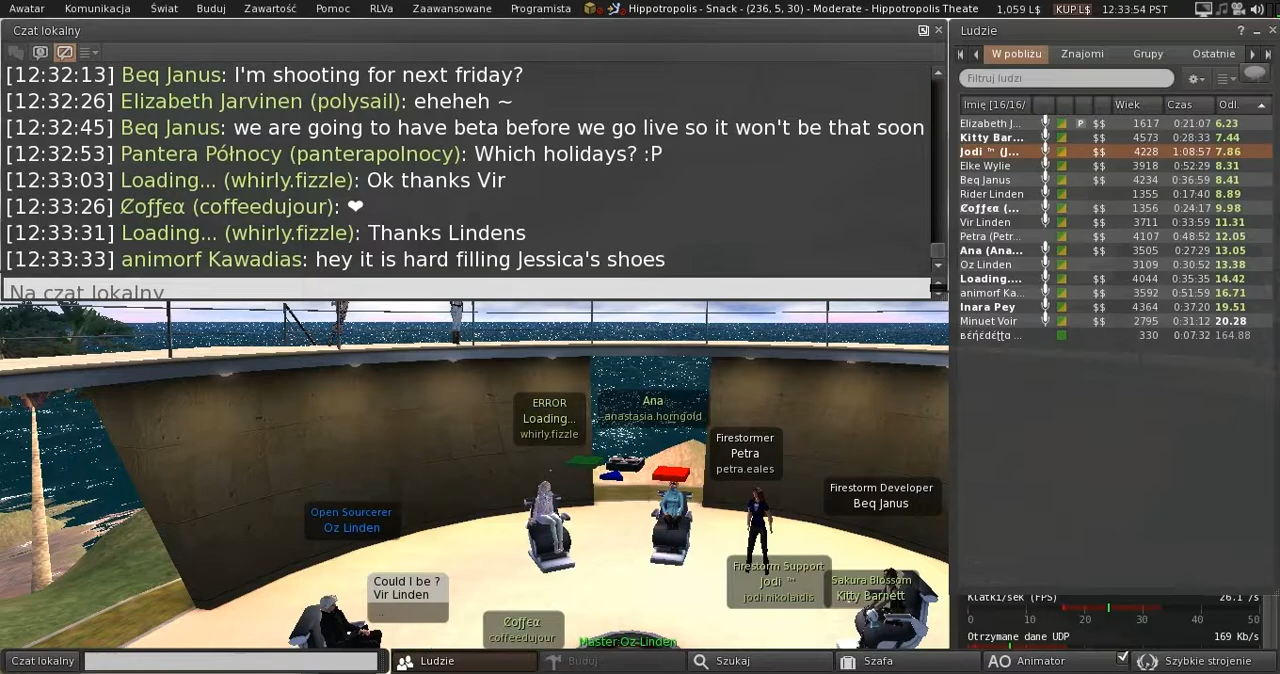 Awatar Komunikacja Świat Buduj Zawartość Pomoc RLVa Zaawansowane Programista Hippotropolis - Snack - (236, 5, 30) - Moderate - Hippotropolis Theate 1,059 L$ KUP L$ 12:33:54 PST
Czat lokalny
[12:32:13] Beq Janus: I'm shooting for next friday?
[12:32:26] Elizabeth Jarvinen (polysail): eheheh ~
[12:32:45] Beq Janus: we are going to have beta before we go live so it won't be that soon
[12:32:53] Pantera Północy (panterapolnocy): Which holidays? :P
[12:33:03] Loading... (whirly.fizzle): Ok thanks Vir
[12:33:26] Ȼσƒƒєα (coffeedujour): ❤
[12:33:31] Loading... (whirly.fizzle): Thanks Lindens
[12:33:33] animorf Kawadias: hey it is hard filling Jessica's shoes
Na czat lokalny
Ludzie
W pobliżu Znajomi Grupy Ostatnie
Filtruj ludzi
Imię [16/16/ Wiek Czas Odl.
Elizabeth J... P $$ 1617 0:21:07 6.23
Kitty Bar... $$ 4573 0:28:33 7.44
Jodi ™ (J... $$ 4228 1:08:57 7.86
Elke Wylie $$ 3918 0:52:29 8.31
Beq Janus $$ 4234 0:36:59 8.41
Rider Linden 1355 0:17:40 8.89
Ȼσƒƒєα (... $$ 1356 0:24:17 9.98
Vir Linden $$ 3711 0:33:59 11.31
Petra (Petr... $$ 4107 0:48:52 12.05
Ana (Ana... $$ 3505 0:27:29 13.05
Oz Linden 3109 0:30:52 13.38
Loading.... $$ 4044 0:35:35 14.42
animorf Ka... $$ 3592 0:51:59 16.71
Inara Pey $$ 4364 0:37:20 19.51
Minuet Voir $$ 2795 0:31:12 20.28
330 0:07:32 164.88
ERROR
Loading...
whirly.fizzle
Ana
anastasia.horngold
Firestormer
Petra
petra.eales
Firestorm Developer
Beq Janus
Open Sourcerer
Oz Linden
Could I be ?
Vir Linden
...
Firestorm Support
Jodi ™
jodi.nikolaidis
Sakura Blossom
Kitty Barnett
Ȼσƒƒєα
coffeedujour
Master:Oz Linden
Klatki/sek (FPS) 26.1 /s
0 10 20 30 40 50
Otrzymane dane UDP 169 Kb/s
Czat lokalny Ludzie Buduj Szukaj Szafa AO Animator Szybkie strojenie